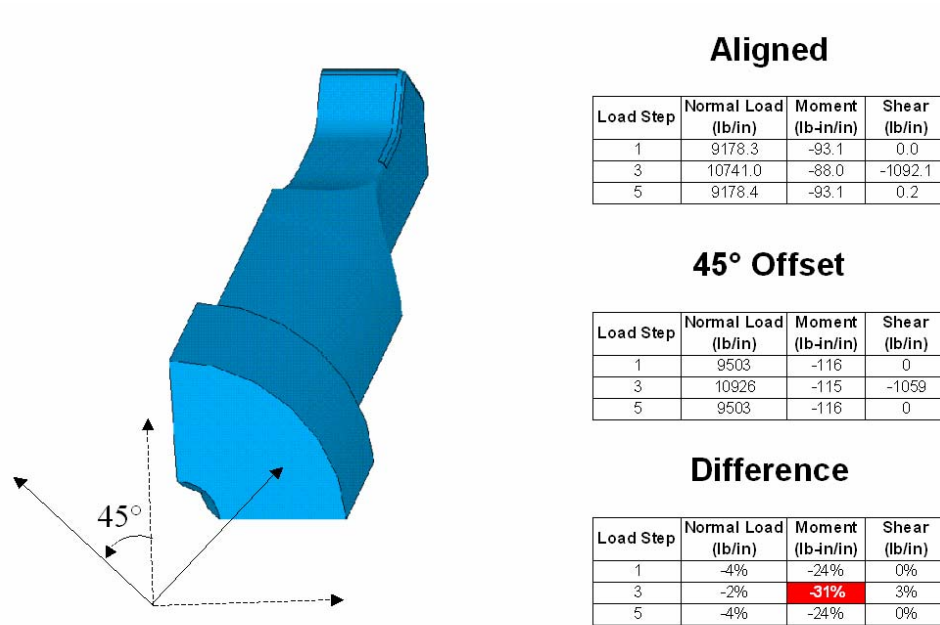 Aligned
Load Step Normal Load (lb/in) Moment (lb-in/in) Shear (lb/in)
1 9178.3 -93.1 0.0
3 10741.0 -88.0 -1092.1
5 9178.4 -93.1 0.2
45° Offset
Load Step Normal Load (lb/in) Moment (lb-in/in) Shear (lb/in)
1 9503 -116 0
3 10926 -115 -1059
5 9503 -116 0
Difference
Load Step Normal Load (lb/in) Moment (lb-in/in) Shear (lb/in)
1 -4% -24% 0%
3 -2% -31% 3%
5 -4% -24% 0%
45°